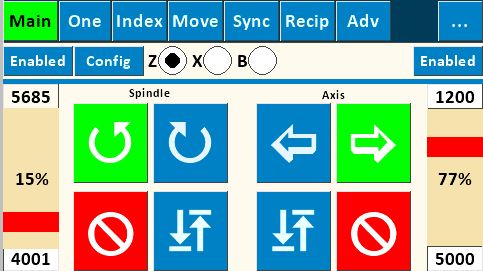 Main One Index Move Sync Recip Adv ...
Enabled Config Z X B Enabled
5685 Spindle Axis 1200
15% 77%
4001 5000